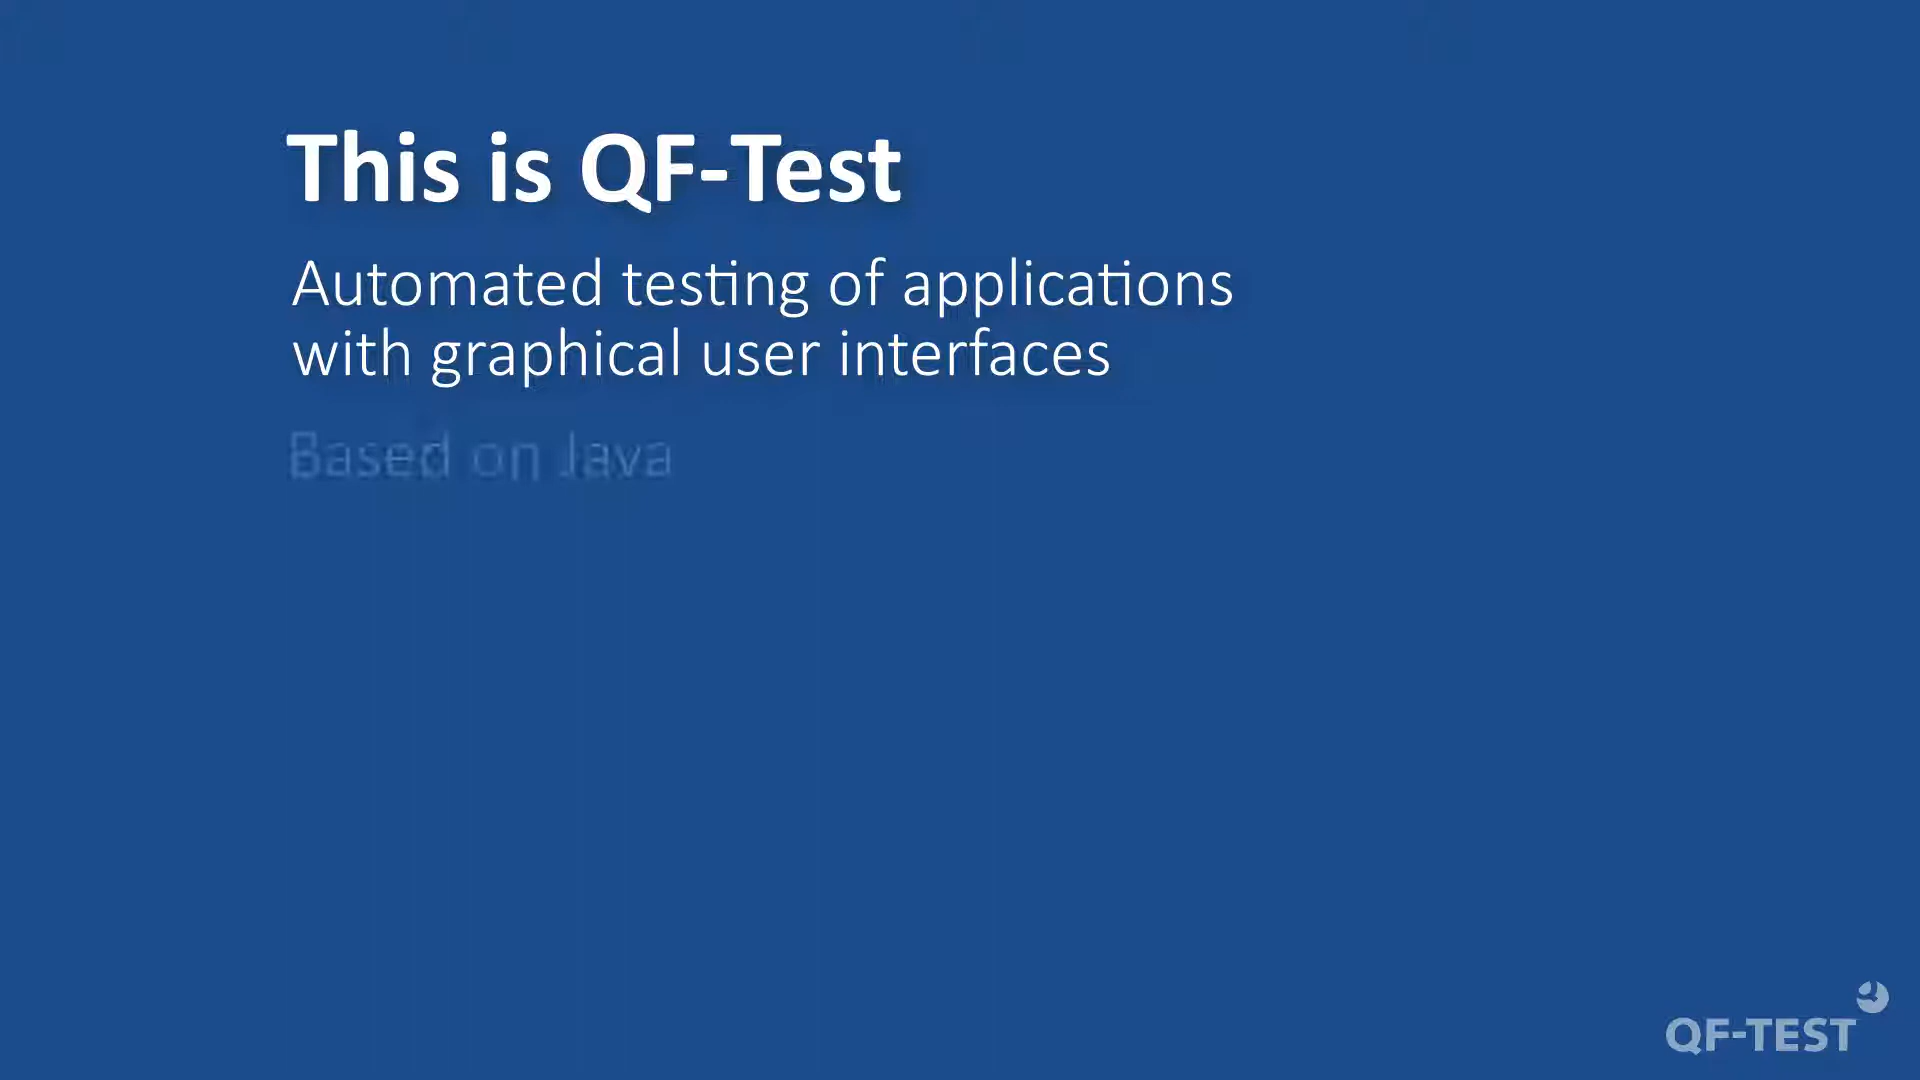 This is QF-Test
Automated testing of applications
with graphical user interfaces
Based on Java
QF-TEST